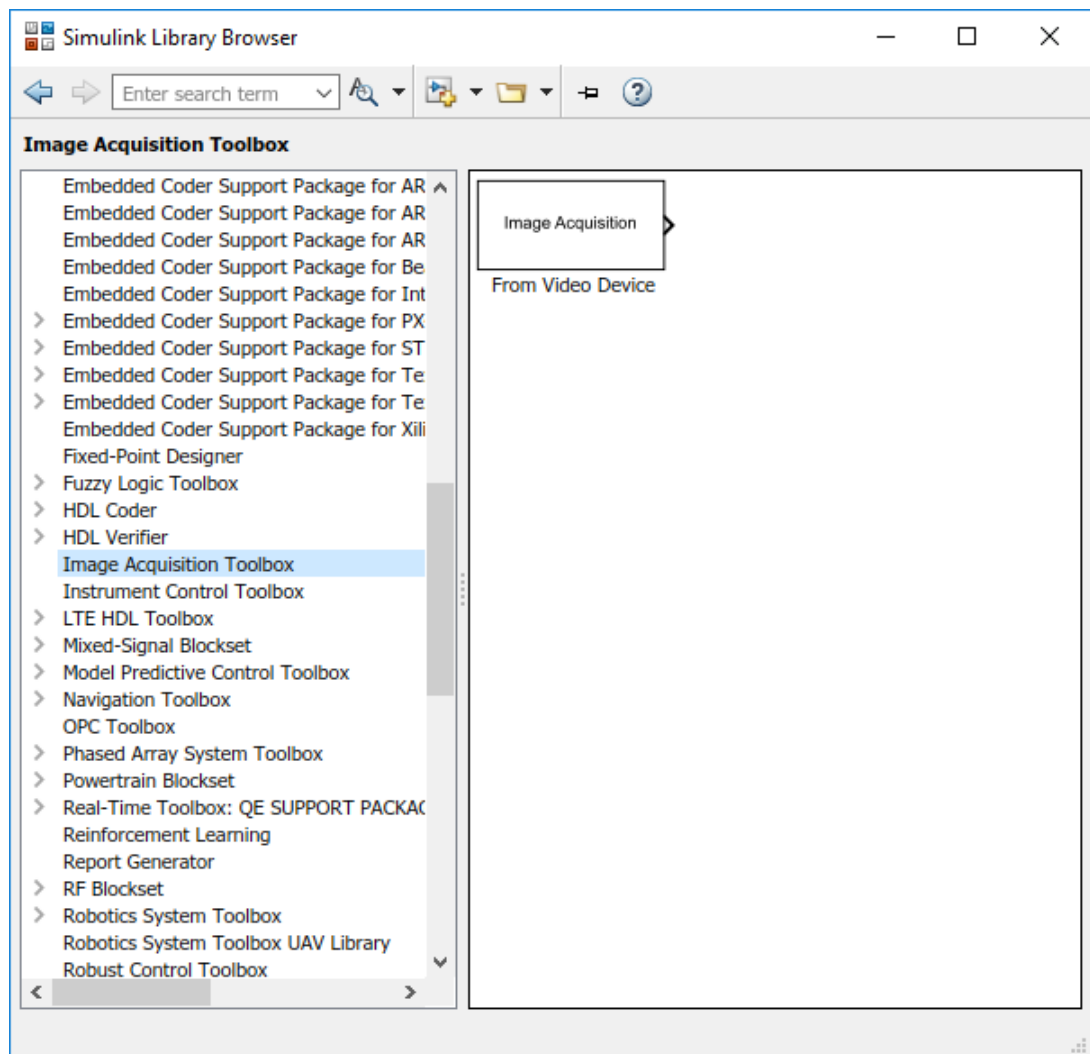 Simulink Library Browser
Enter search term
Image Acquisition Toolbox
Embedded Coder Support Package for AR
Embedded Coder Support Package for AR
Embedded Coder Support Package for AR
Embedded Coder Support Package for Be
Embedded Coder Support Package for Int
Embedded Coder Support Package for PX
Embedded Coder Support Package for ST
Embedded Coder Support Package for Te
Embedded Coder Support Package for Te
Embedded Coder Support Package for Xili
Fixed-Point Designer
Fuzzy Logic Toolbox
HDL Coder
HDL Verifier
Image Acquisition Toolbox
Instrument Control Toolbox
LTE HDL Toolbox
Mixed-Signal Blockset
Model Predictive Control Toolbox
Navigation Toolbox
OPC Toolbox
Phased Array System Toolbox
Powertrain Blockset
Real-Time Toolbox: QE SUPPORT PACKAG
Reinforcement Learning
Report Generator
RF Blockset
Robotics System Toolbox
Robotics System Toolbox UAV Library
Robust Control Toolbox
Image Acquisition
From Video Device